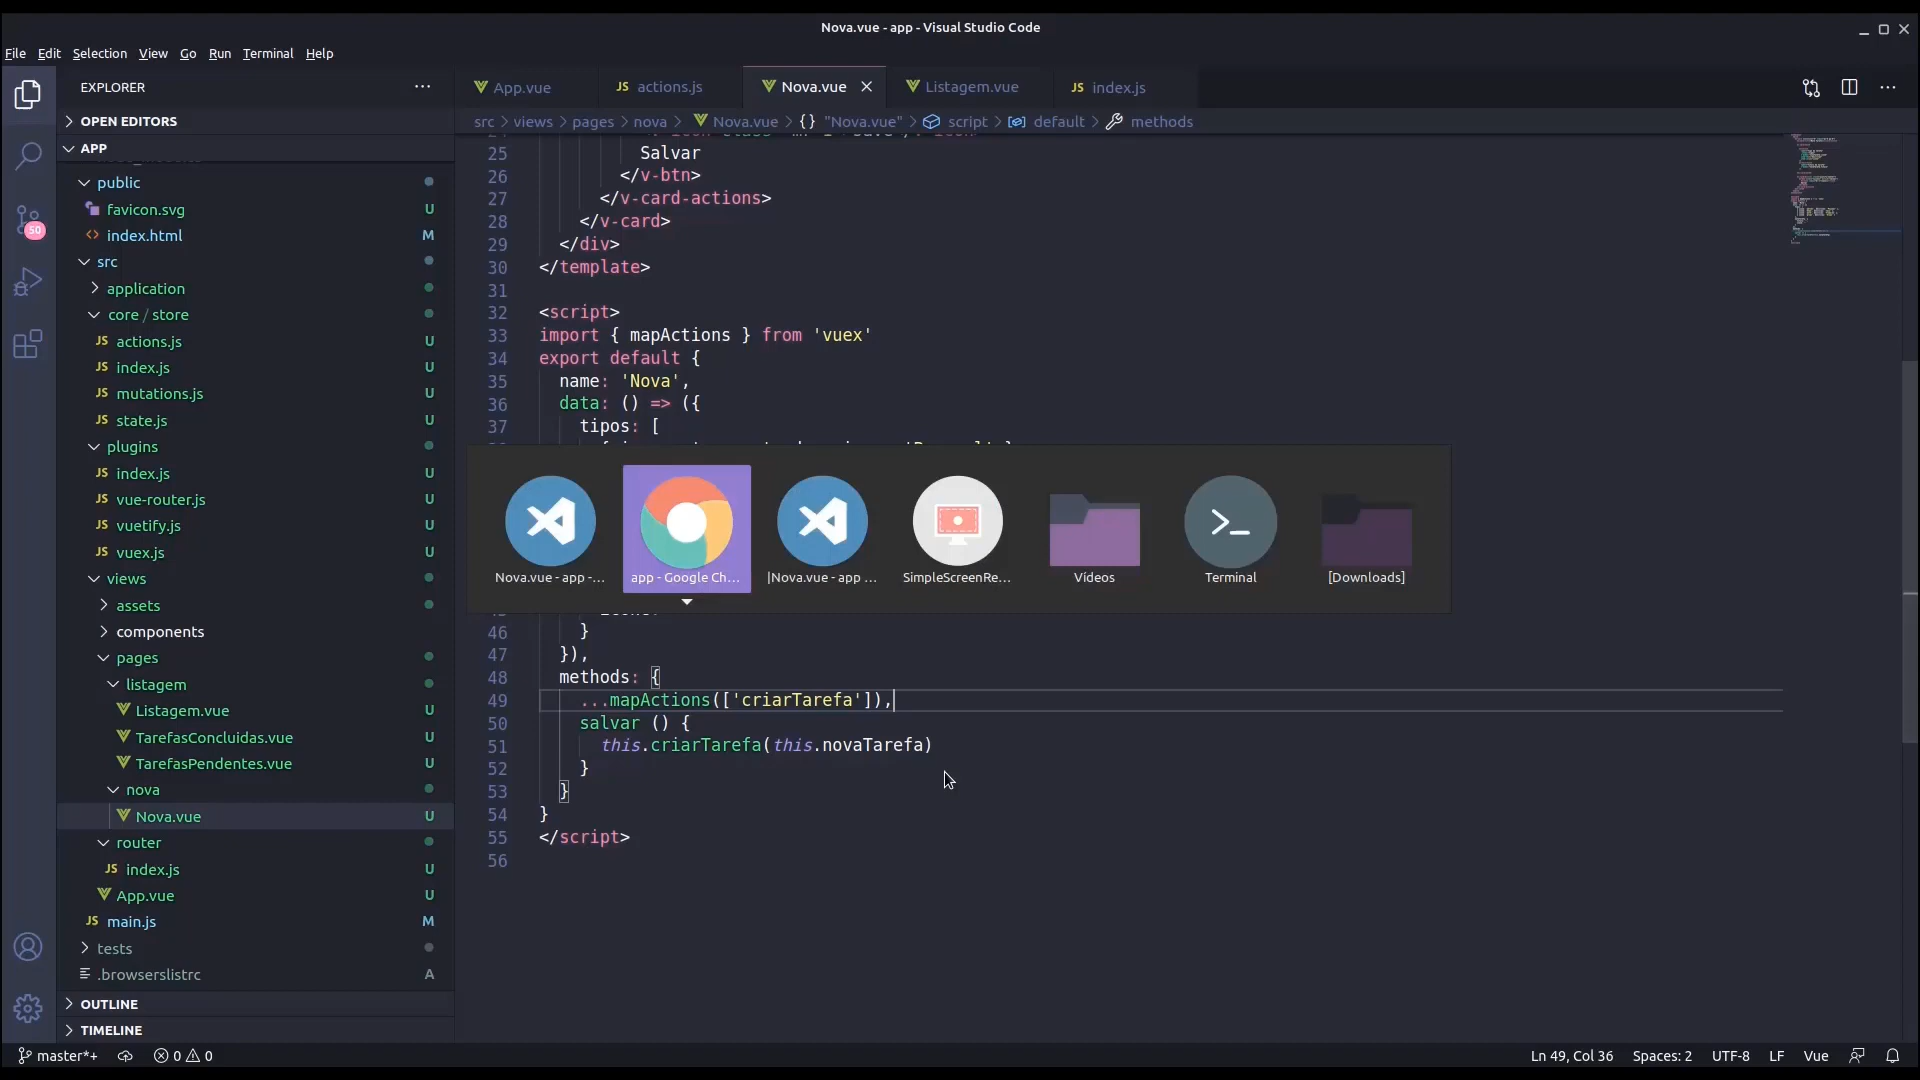 Nova.vue - app - Visual Studio Code
File Edit Selection View Go Run Terminal Help
EXPLORER
OPEN EDITORS
APP
public
favicon.svg U
index.html M
src
application
core / store
actions.js U
index.js U
mutations.js U
state.js U
plugins
index.js U
vue-router.js U
vuetify.js U
vuex.js U
views
assets
components
pages
listagem
Listagem.vue U
TarefasConcluidas.vue U
TarefasPendentes.vue U
nova
Nova.vue U
router
index.js U
App.vue U
JS main.js M
tests
.browserslistrc A
OUTLINE
TIMELINE
50
App.vue JS actions.js Nova.vue Listagem.vue JS index.js
src > views > pages > nova > Nova.vue > {} "Nova.vue" > script > default > methods
25 Salvar
26 </v-btn>
27 </v-card-actions>
28 </v-card>
29 </div>
30 </template>
31
32 <script>
33 import { mapActions } from 'vuex'
34 export default {
35 name: 'Nova',
36 data: () => ({
37 tipos: [
Nova.vue - app -... app - Google Ch... |Nova.vue - app ... SimpleScreenRe... Vídeos Terminal [Downloads]
46 }
47 }),
48 methods: {
49 ...mapActions(['criarTarefa']),
50 salvar () {
51 this.criarTarefa(this.novaTarefa)
52 }
53 }
54 }
55 </script>
56
master*+ 0 0 Ln 49, Col 36 Spaces: 2 UTF-8 LF Vue